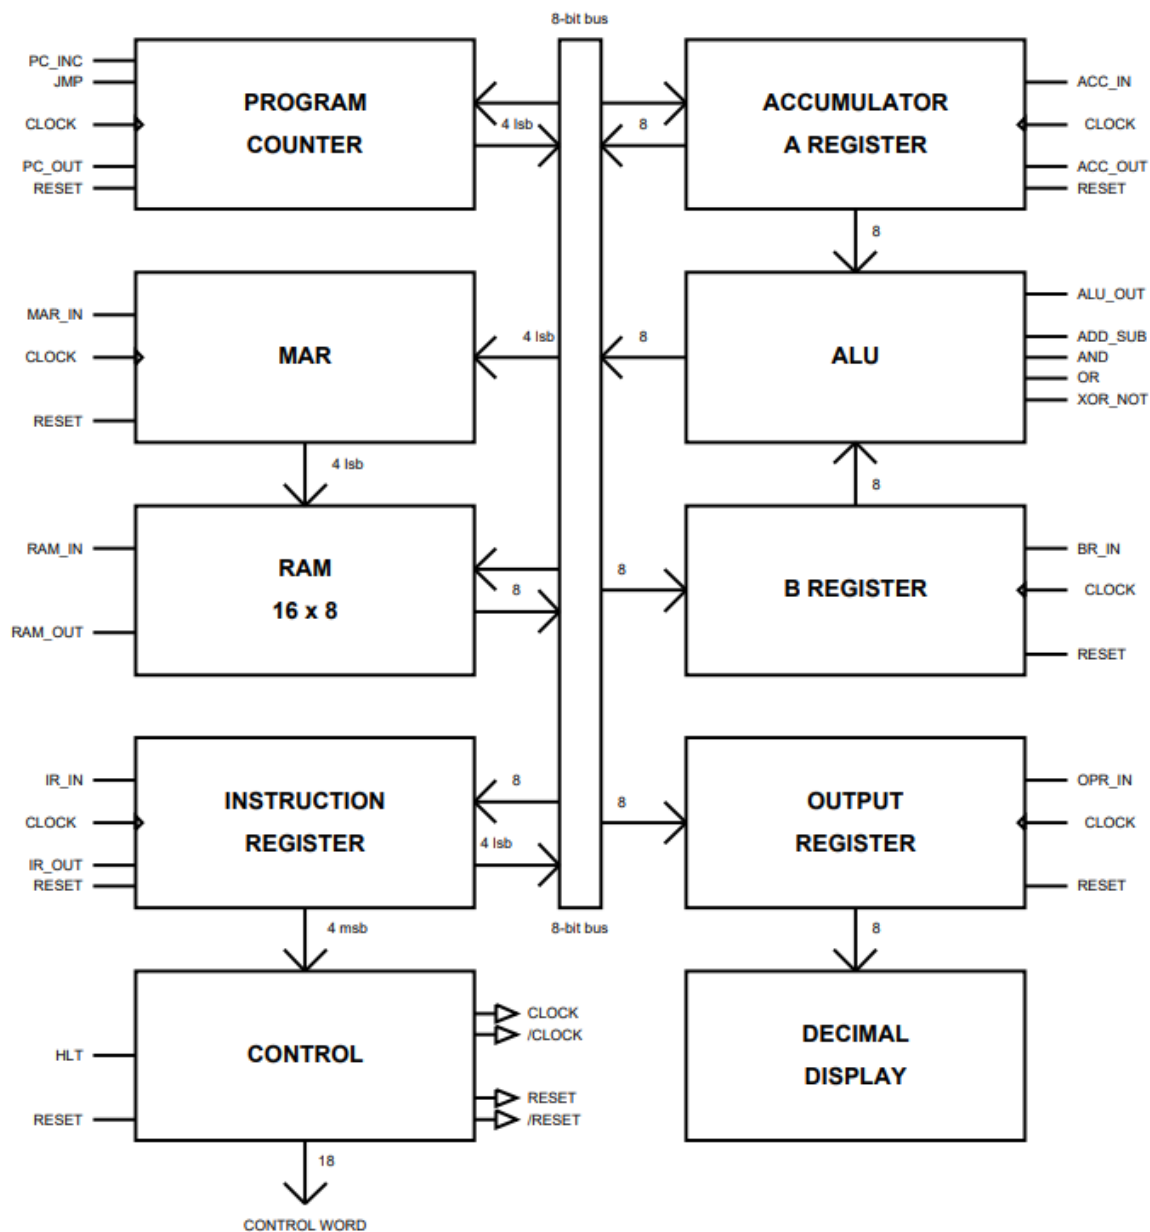 8-bit bus
PC_INC
JMP
CLOCK
PC_OUT
RESET
PROGRAM
COUNTER
4 lsb
8
ACCUMULATOR
A REGISTER
ACC_IN
CLOCK
ACC_OUT
RESET
8
MAR_IN
CLOCK
RESET
MAR
4 lsb
8
ALU
ALU_OUT
ADD_SUB
AND
OR
XOR_NOT
4 lsb
8
RAM_IN
RAM_OUT
RAM
16 x 8
8
8
B REGISTER
BR_IN
CLOCK
RESET
IR_IN
CLOCK
IR_OUT
RESET
INSTRUCTION
REGISTER
8
4 lsb
8
OUTPUT
REGISTER
OPR_IN
CLOCK
RESET
4 msb
8-bit bus
8
HLT
RESET
CONTROL
CLOCK
/CLOCK
RESET
/RESET
DECIMAL
DISPLAY
18
CONTROL WORD